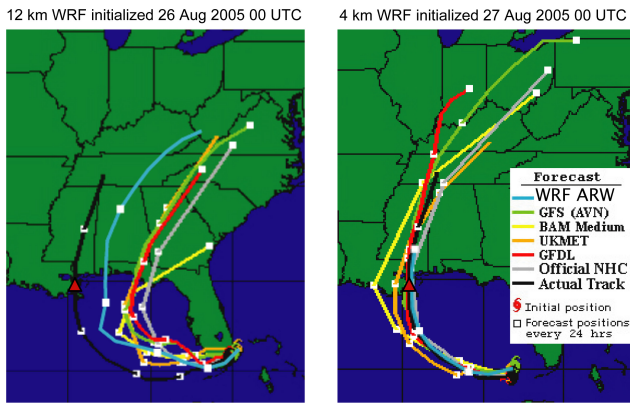 12 km WRF initialized 26 Aug 2005 00 UTC
4 km WRF initialized 27 Aug 2005 00 UTC
Forecast
WRF ARW
GFS (AVN)
BAM Medium
UKMET
GFDL
Official NHC
Actual Track
Initial position
Forecast positions
every 24 hrs